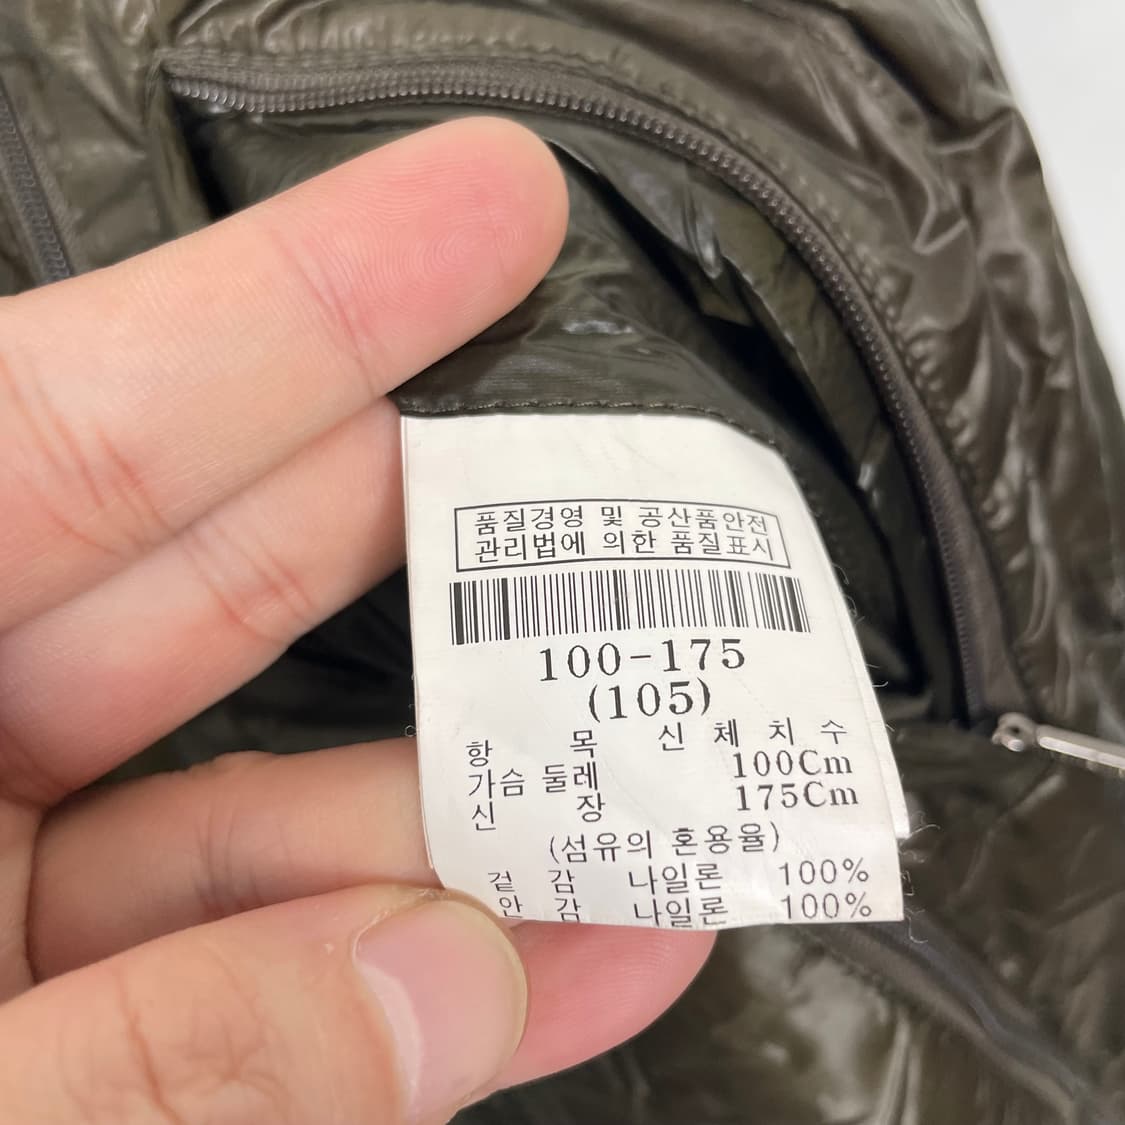 품질경영 및 공산품안전
관리법에 의한 품질표시
100-175
(105)
항 목 신 체 치 수
가슴 둘레 100Cm
신 장 175Cm
(섬유의 혼용율)
겉 감 나일론 100%
안 감 나일론 100%